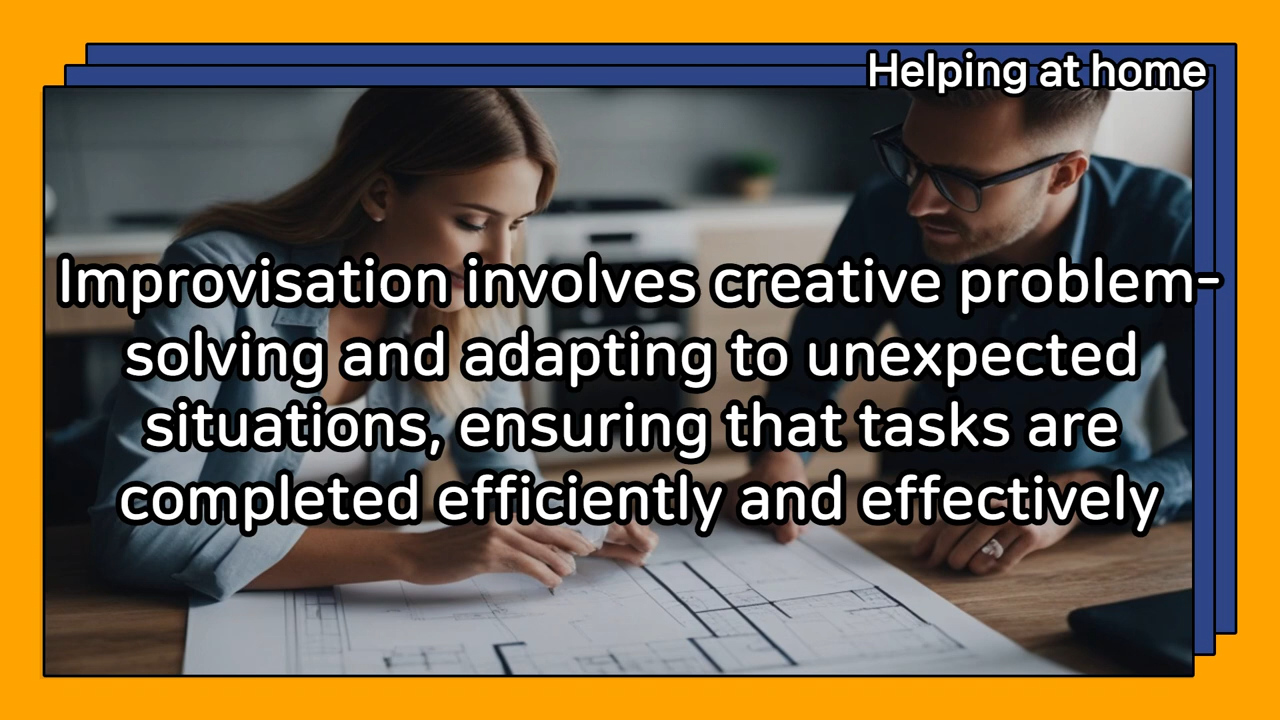 Helping at home
Improvisation involves creative problem-
solving and adapting to unexpected
situations, ensuring that tasks are
completed efficiently and effectively